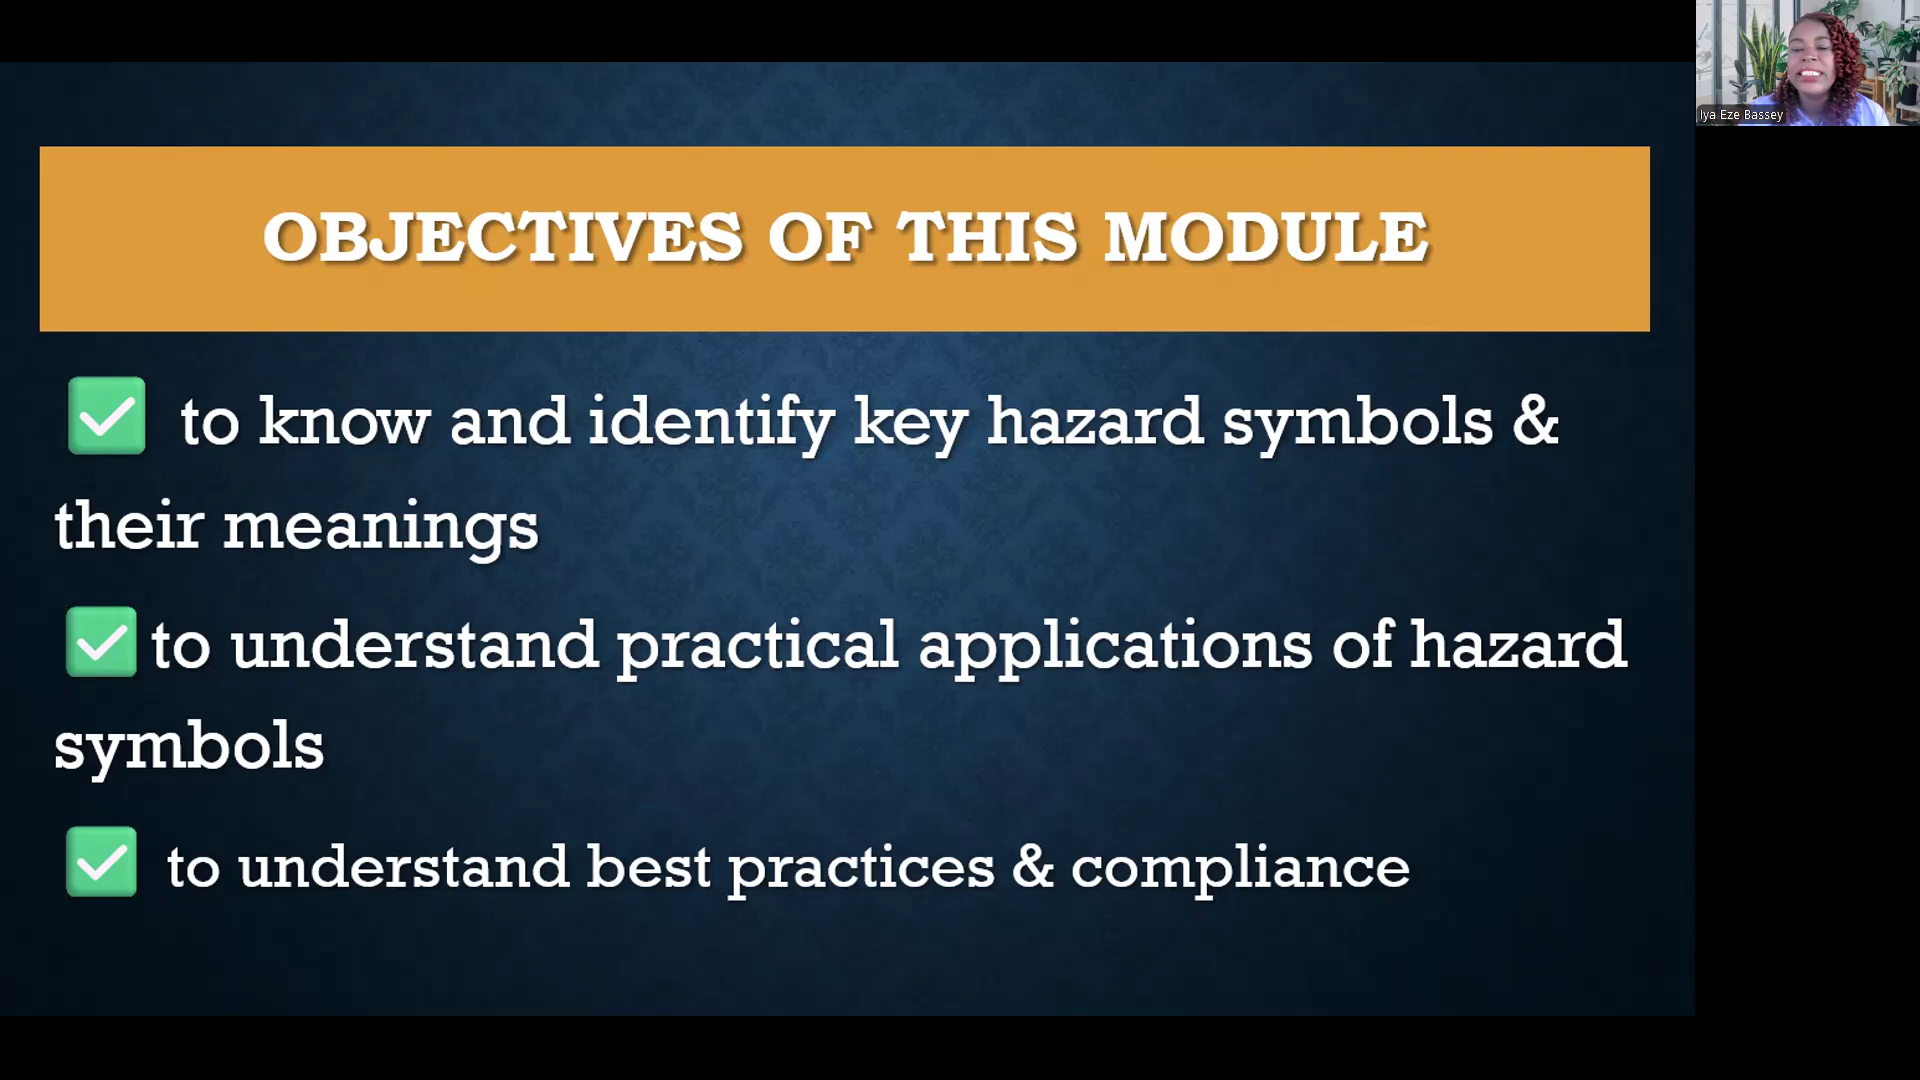 Iya Eze Bassey
OBJECTIVES OF THIS MODULE
to know and identify key hazard symbols &
their meanings
to understand practical applications of hazard
symbols
to understand best practices & compliance